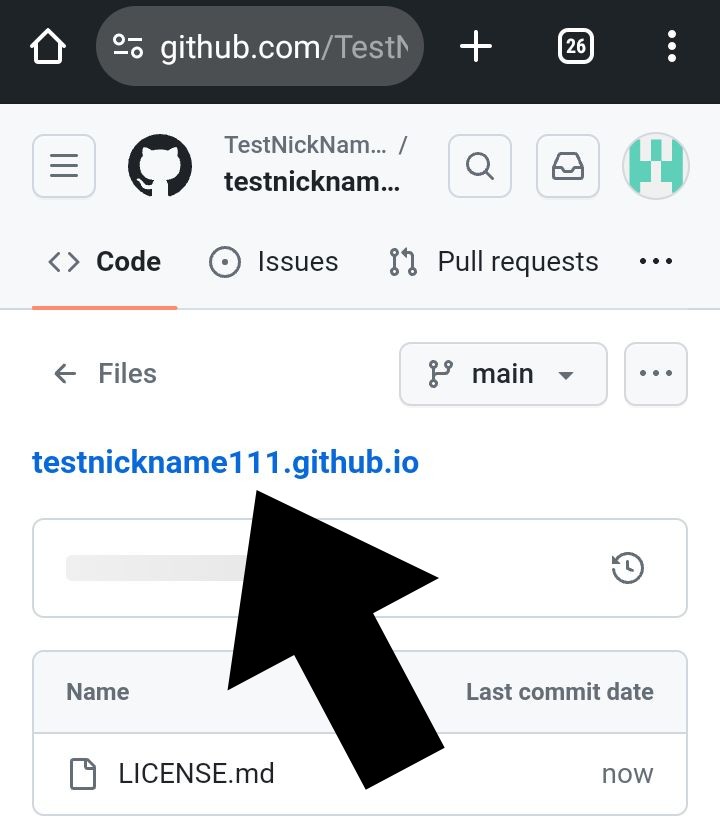 github.com/TestN
26
TestNickNam... /
testnicknam...
Code
Issues
Pull requests
Files
main
testnickname111.github.io
Name
Last commit date
LICENSE.md
now